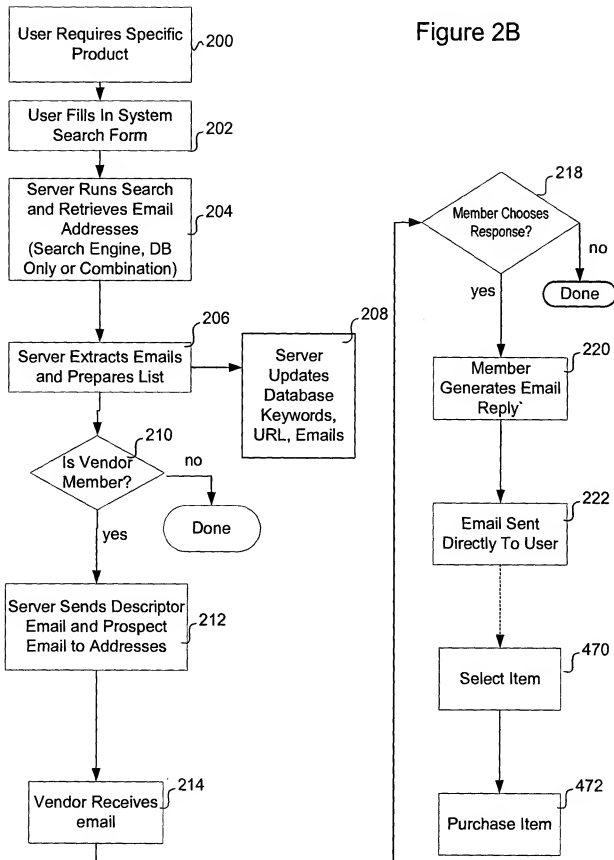 Figure 2B
User Requires Specific
Product
200
User Fills In System
Search Form
202
Server Runs Search
and Retrieves Email
Addresses
(Search Engine, DB
Only or Combination)
204
206
Server Extracts Emails
and Prepares List
208
Server
Updates
Database
Keywords,
URL, Emails
210
Is Vendor
Member?
no
Done
yes
Server Sends Descriptor
Email and Prospect
Email to Addresses
212
214
Vendor Receives
email
218
Member Chooses
Response?
no
Done
yes
220
Member
Generates Email
Reply`
222
Email Sent
Directly To User
470
Select Item
472
Purchase Item